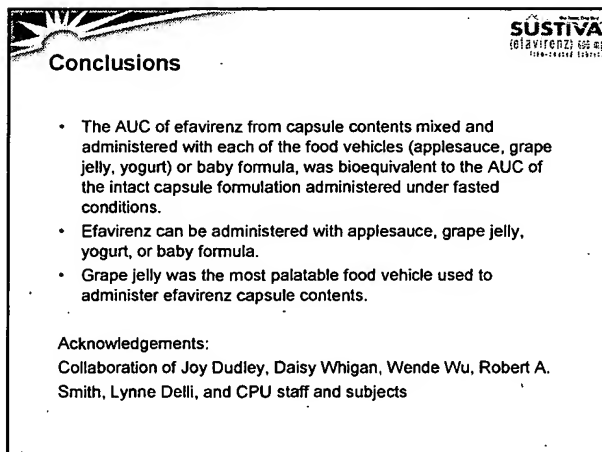 SUSTIVA
(efavirenz) 600 mg
Conclusions
• The AUC of efavirenz from capsule contents mixed and
administered with each of the food vehicles (applesauce, grape
jelly, yogurt) or baby formula, was bioequivalent to the AUC of
the intact capsule formulation administered under fasted
conditions.
• Efavirenz can be administered with applesauce, grape jelly,
yogurt, or baby formula.
• Grape jelly was the most palatable food vehicle used to
administer efavirenz capsule contents.
Acknowledgements:
Collaboration of Joy Dudley, Daisy Whigan, Wende Wu, Robert A.
Smith, Lynne Delli, and CPU staff and subjects